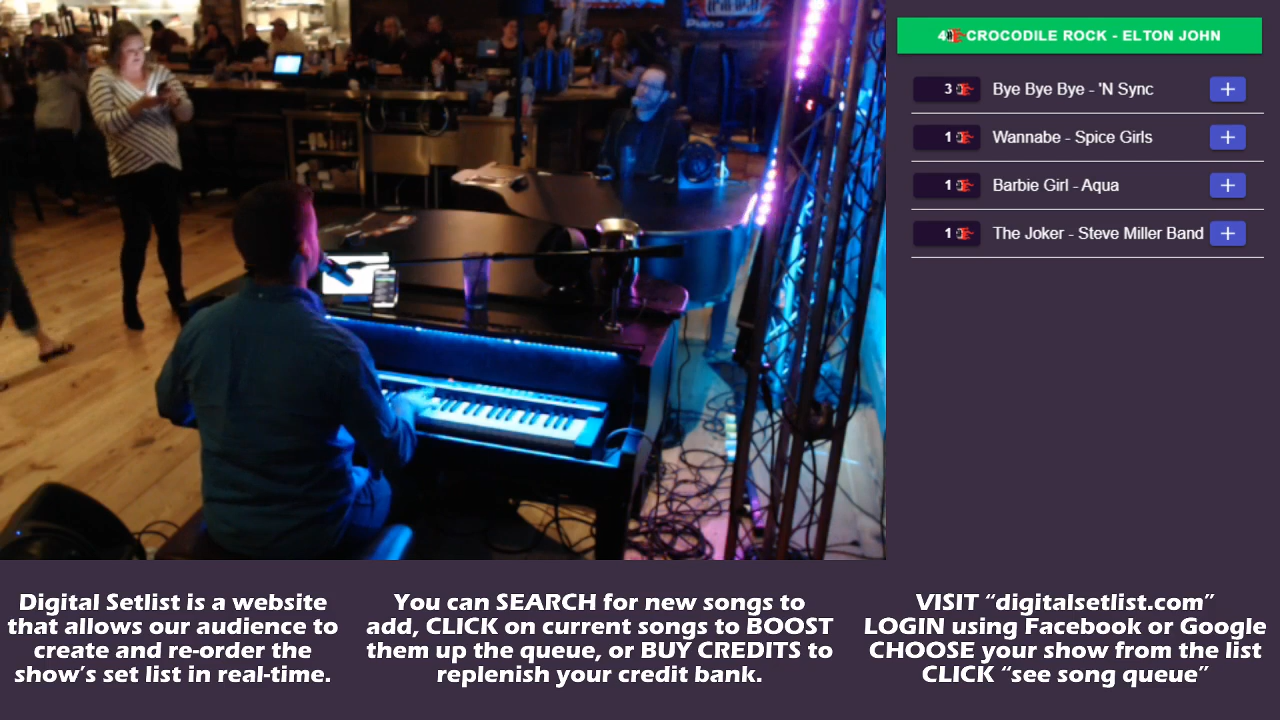 Piano
4 CROCODILE ROCK - ELTON JOHN
3 Bye Bye Bye - 'N Sync +
1 Wannabe - Spice Girls +
1 Barbie Girl - Aqua +
1 The Joker - Steve Miller Band +
Digital Setlist is a website
that allows our audience to
create and re-order the
show's set list in real-time.
You can SEARCH for new songs to
add, CLICK on current songs to BOOST
them up the queue, or BUY CREDITS to
replenish your credit bank.
VISIT “digitalsetlist.com”
LOGIN using Facebook or Google
CHOOSE your show from the list
CLICK “see song queue”